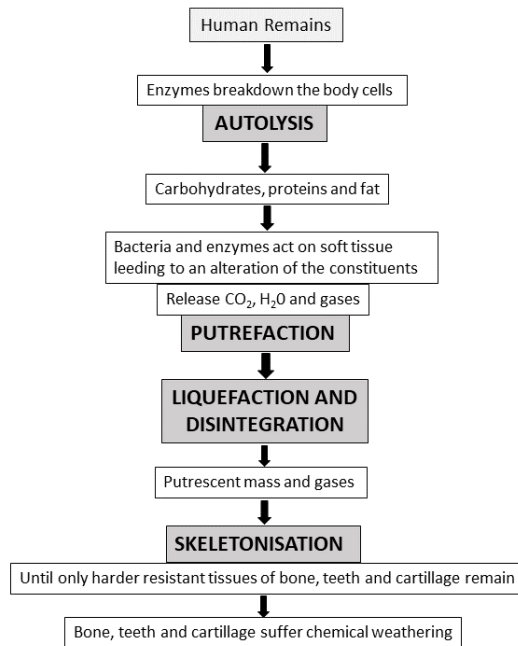 Human Remains
Enzymes breakdown the body cells
AUTOLYSIS
Carbohydrates, proteins and fat
Bacteria and enzymes act on soft tissue
leeding to an alteration of the constituents
Release CO₂, H₂0 and gases
PUTREFACTION
LIQUEFACTION AND
DISINTEGRATION
Putrescent mass and gases
SKELETONISATION
Until only harder resistant tissues of bone, teeth and cartilage remain
Bone, teeth and cartilage suffer chemical weathering